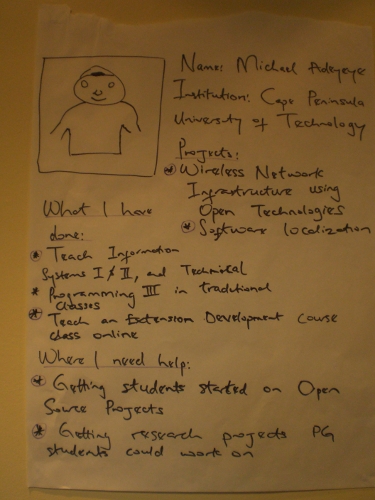 Name: Michael Adeyeye
Institution: Cape Peninsula
University of Technology
Projects:
* Wireless Network
Infrastructure using
Open Technologies
* Software localization
What I have
done:
* Teach Information
Systems I & II, and Technical
* Programming III in traditional
classes
* Teach an Extension Development course
class online
Where I need help:
* Getting students started on Open
Source Projects
* Getting research projects PG
students could work on